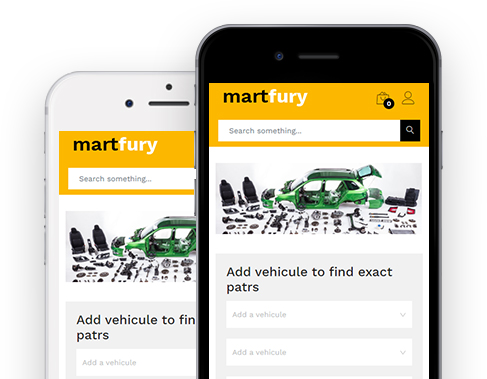 martfury
0
Search something...
Add vehicule to find exact
patrs
Add a vehicule
Add a vehicule
martfury
Search something...
Add vehicule to fin
patrs
Add a vehicule